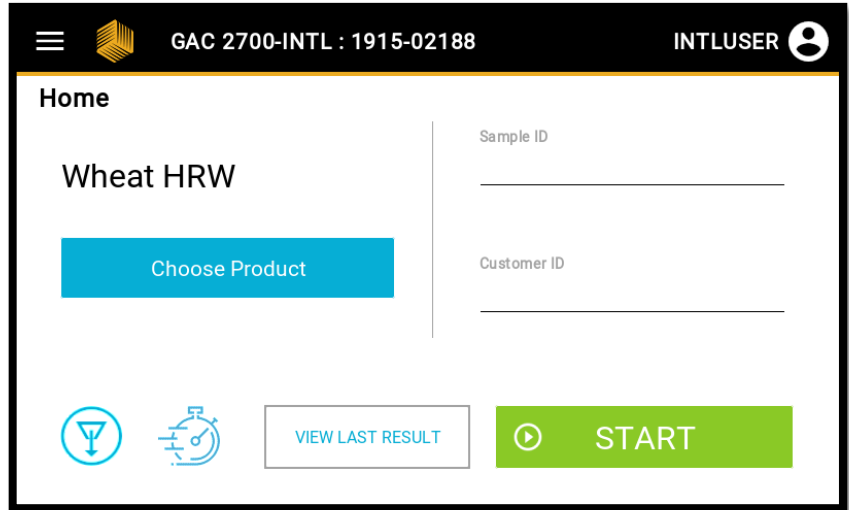 GAC 2700-INTL : 1915-02188
INTLUSER
Home
Wheat HRW
Choose Product
Sample ID
Customer ID
VIEW LAST RESULT
START